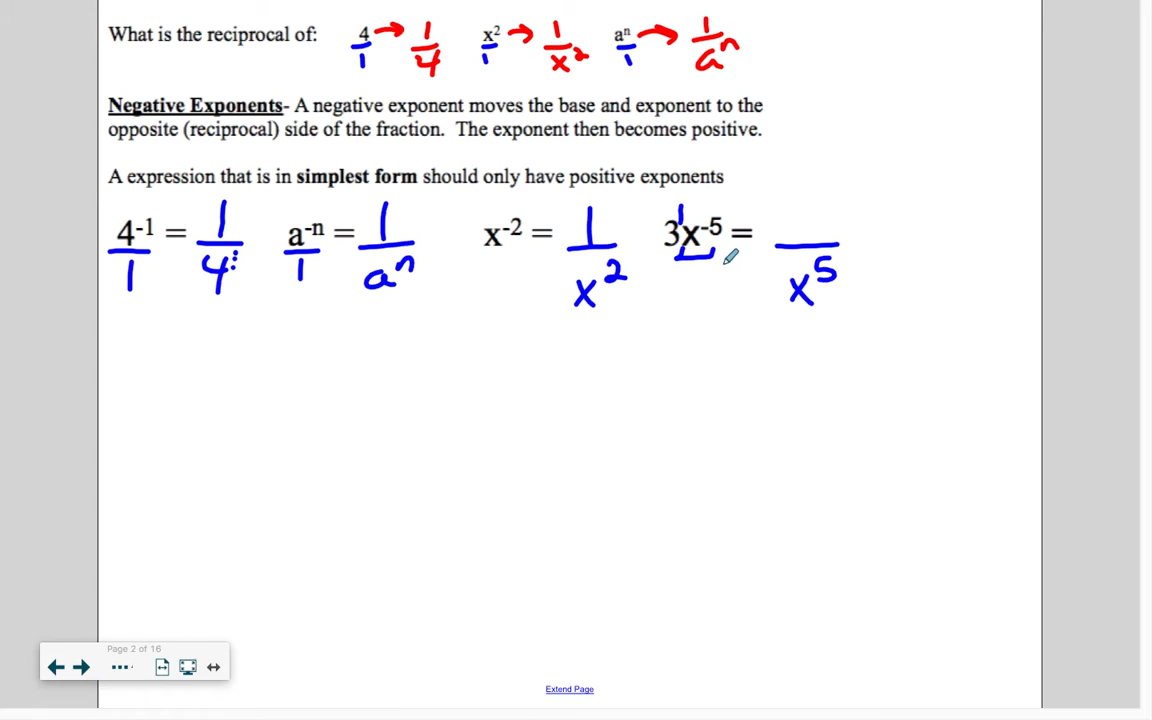 What is the reciprocal of: 4/1 → 1/4 x²/1 → 1/x² aⁿ/1 → 1/aⁿ
Negative Exponents- A negative exponent moves the base and exponent to the
opposite (reciprocal) side of the fraction. The exponent then becomes positive.
A expression that is in simplest form should only have positive exponents
4⁻¹/1 = 1/4 a⁻ⁿ/1 = 1/aⁿ x⁻² = 1/x² 3¹x⁻⁵ = /x⁵
Page 2 of 16
Extend Page